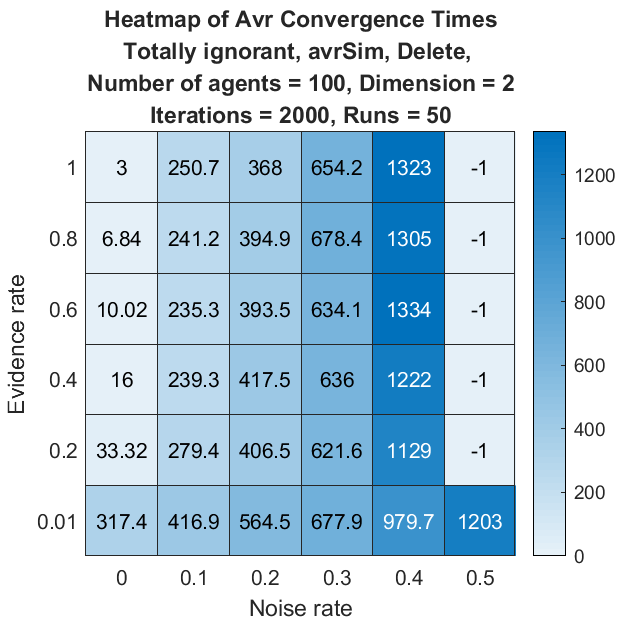 Heatmap of Avr Convergence Times
Totally ignorant, avrSim, Delete,
Number of agents = 100, Dimension = 2
Iterations = 2000, Runs = 50
Evidence rate
1 3 250.7 368 654.2 1323 -1
0.8 6.84 241.2 394.9 678.4 1305 -1
0.6 10.02 235.3 393.5 634.1 1334 -1
0.4 16 239.3 417.5 636 1222 -1
0.2 33.32 279.4 406.5 621.6 1129 -1
0.01 317.4 416.9 564.5 677.9 979.7 1203
0 0.1 0.2 0.3 0.4 0.5
Noise rate
1200
1000
800
600
400
200
0